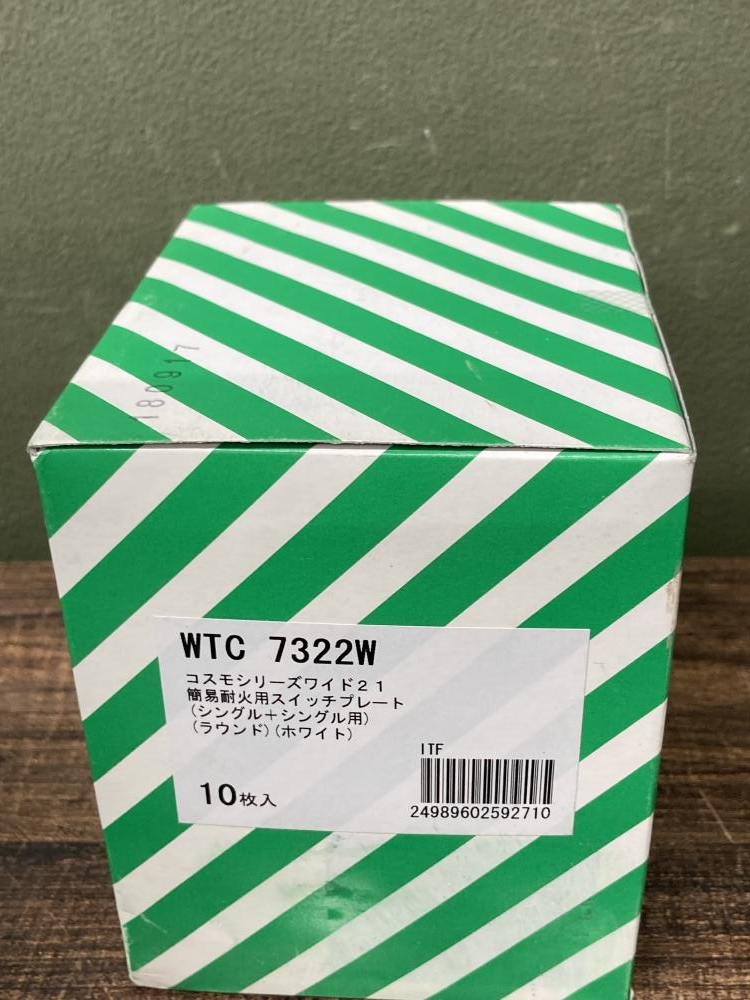 180917
WTC 7322W
コスモシリーズワイド２１
簡易耐火用スイッチプレート
(シングル＋シングル用)
(ラウンド)(ホワイト)
ITF
10枚入
24989602592710